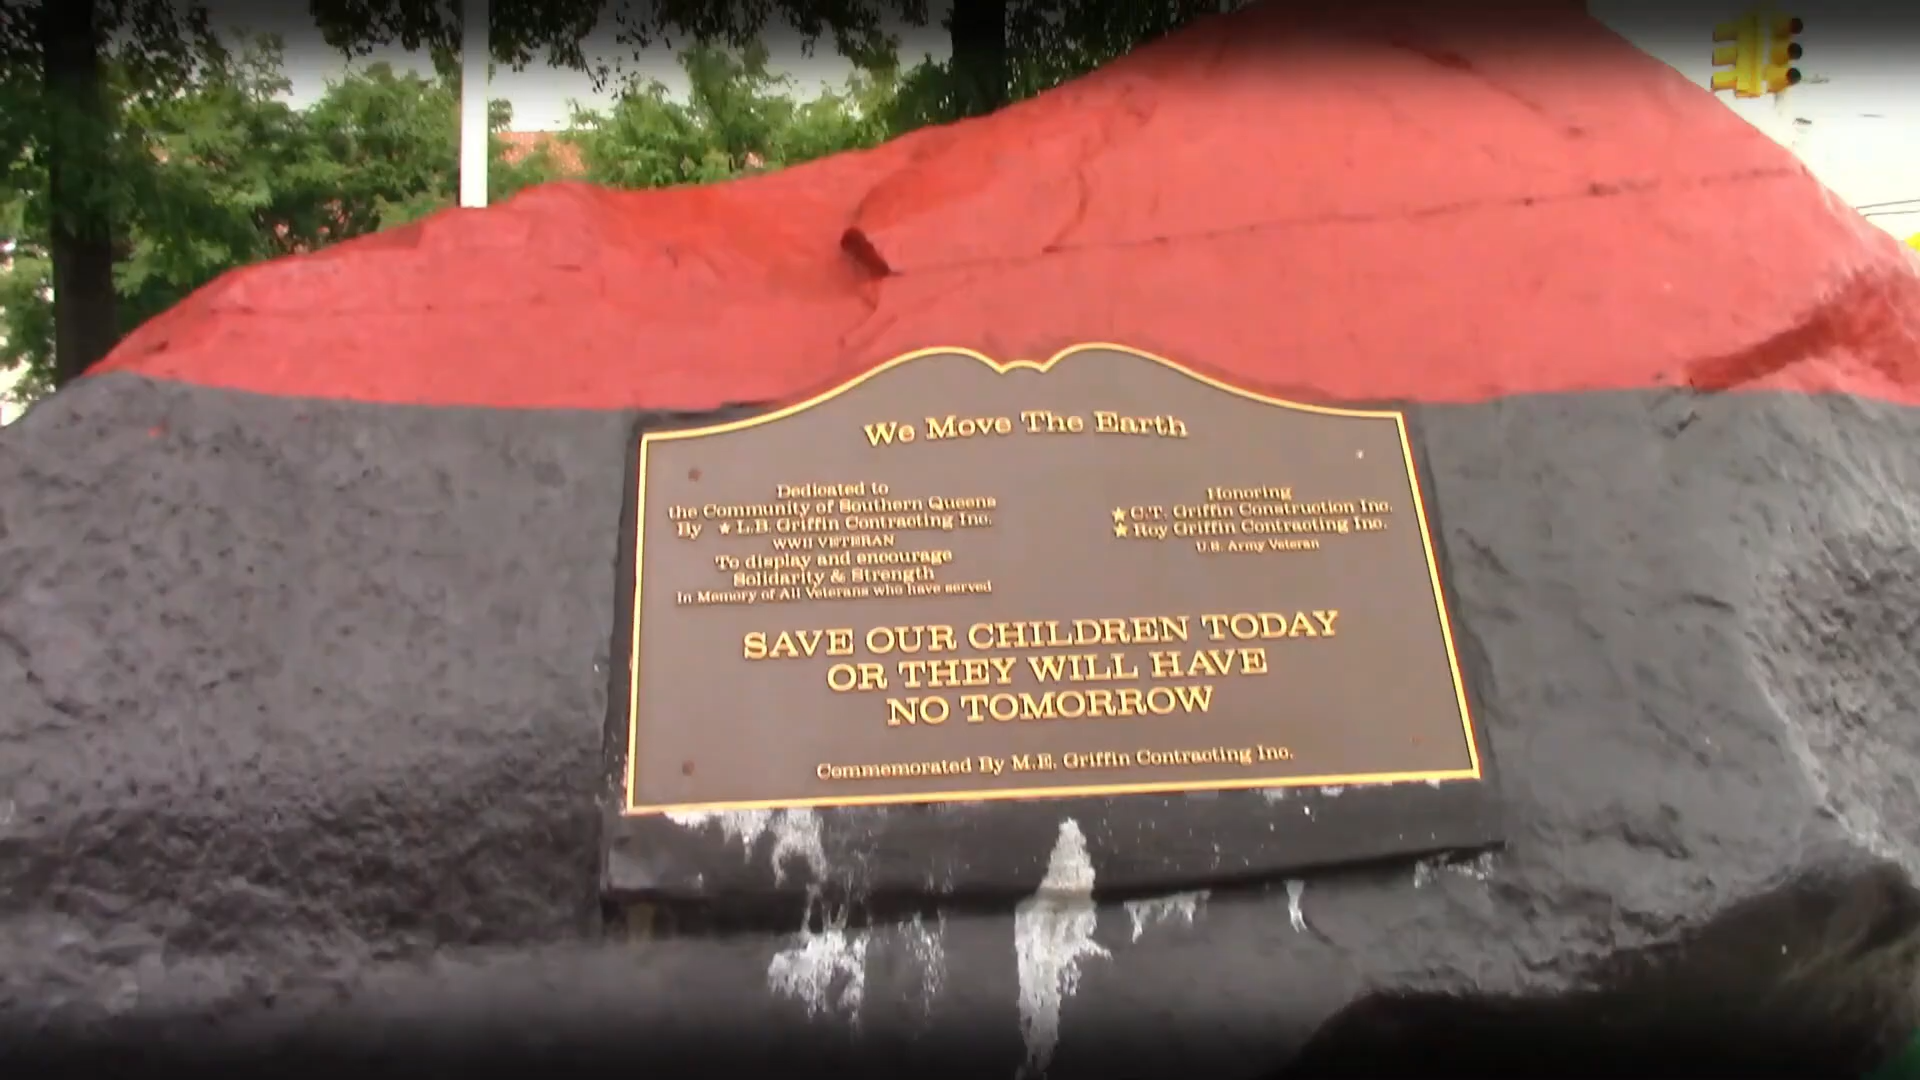 We Move The Earth
Dedicated to
the Community of Southern Queens
By ★ L.B. Griffin Contracting Inc.
WWII VETERAN
To display and encourage
Solidarity & Strength
In Memory of All Veterans who have served
Honoring
★ C.T. Griffin Construction Inc.
★ Roy Griffin Contracting Inc.
U.S. Army Veteran
SAVE OUR CHILDREN TODAY
OR THEY WILL HAVE
NO TOMORROW
Commemorated By M.E. Griffin Contracting Inc.